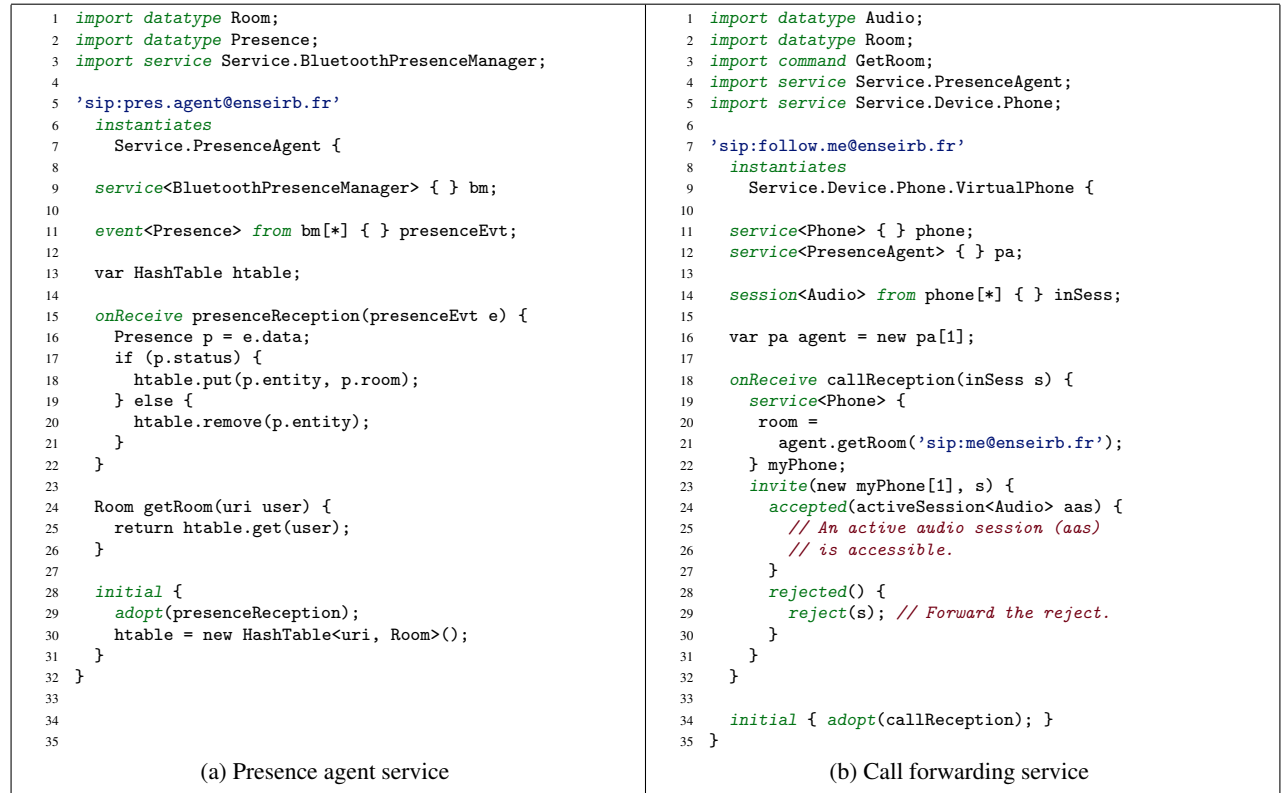 1 import datatype Room;
2 import datatype Presence;
3 import service Service.BluetoothPresenceManager;
4
5 'sip:pres.agent@enseirb.fr'
6 instantiates
7 Service.PresenceAgent {
8
9 service<BluetoothPresenceManager> { } bm;
10
11 event<Presence> from bm[*] { } presenceEvt;
12
13 var HashTable htable;
14
15 onReceive presenceReception(presenceEvt e) {
16 Presence p = e.data;
17 if (p.status) {
18 htable.put(p.entity, p.room);
19 } else {
20 htable.remove(p.entity);
21 }
22 }
23
24 Room getRoom(uri user) {
25 return htable.get(user);
26 }
27
28 initial {
29 adopt(presenceReception);
30 htable = new HashTable<uri, Room>();
31 }
32 }
33
34
35
(a) Presence agent service
1 import datatype Audio;
2 import datatype Room;
3 import command GetRoom;
4 import service Service.PresenceAgent;
5 import service Service.Device.Phone;
6
7 'sip:follow.me@enseirb.fr'
8 instantiates
9 Service.Device.Phone.VirtualPhone {
10
11 service<Phone> { } phone;
12 service<PresenceAgent> { } pa;
13
14 session<Audio> from phone[*] { } inSess;
15
16 var pa agent = new pa[1];
17
18 onReceive callReception(inSess s) {
19 service<Phone> {
20 room =
21 agent.getRoom('sip:me@enseirb.fr');
22 } myPhone;
23 invite(new myPhone[1], s) {
24 accepted(activeSession<Audio> aas) {
25 // An active audio session (aas)
26 // is accessible.
27 }
28 rejected() {
29 reject(s); // Forward the reject.
30 }
31 }
32 }
33
34 initial { adopt(callReception); }
35 }
(b) Call forwarding service